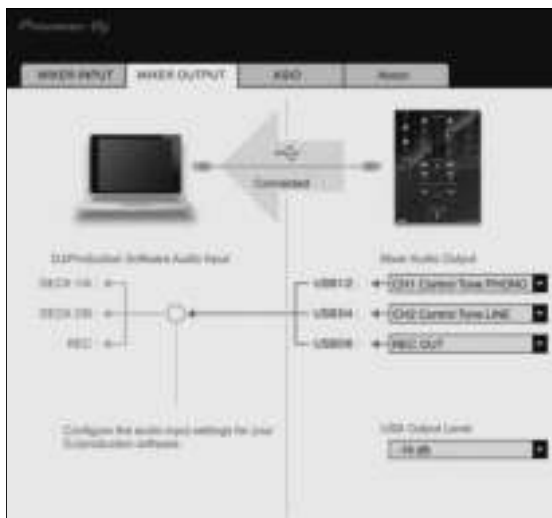 Pioneer Dj
MIXER INPUT
MIXER OUTPUT
ASIO
About
Connected
DJ/Production Software Audio Input
Mixer Audio Output
DECK 1/A
DECK 2/B
REC
USB1/2
USB3/4
USB5/6
CH1 Control Tone PHONO
CH2 Control Tone LINE
REC OUT
Configure the audio input settings for your
DJ/production software.
USB Output Level